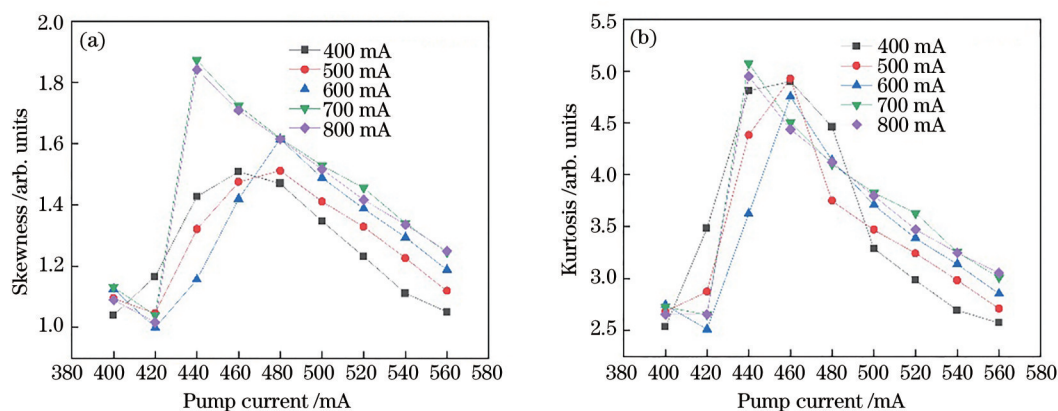 (a)
400 mA
500 mA
600 mA
700 mA
800 mA
Skewness /arb. units
2.0
1.8
1.6
1.4
1.2
1.0
380 400 420 440 460 480 500 520 540 560 580
Pump current /mA
(b)
400 mA
500 mA
600 mA
700 mA
800 mA
Kurtosis /arb. units
5.5
5.0
4.5
4.0
3.5
3.0
2.5
380 400 420 440 460 480 500 520 540 560 580
Pump current /mA